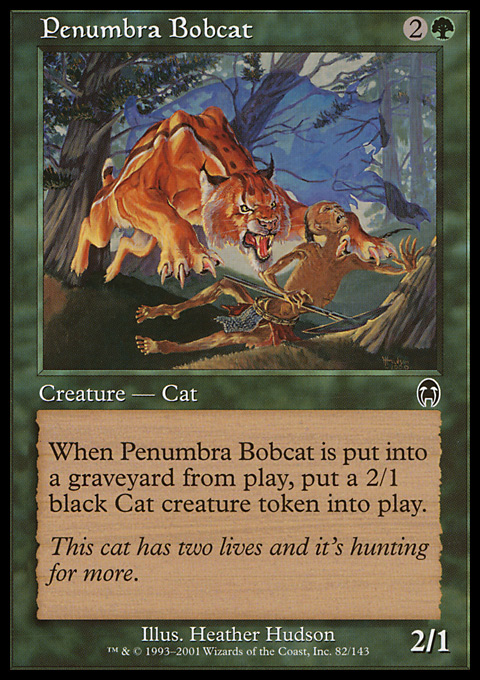 Penumbra Bobcat 2
Creature — Cat
When Penumbra Bobcat is put into
a graveyard from play, put a 2/1
black Cat creature token into play.
This cat has two lives and it's hunting
for more.
Illus. Heather Hudson
™ & © 1993–2001 Wizards of the Coast, Inc. 82/143
2/1